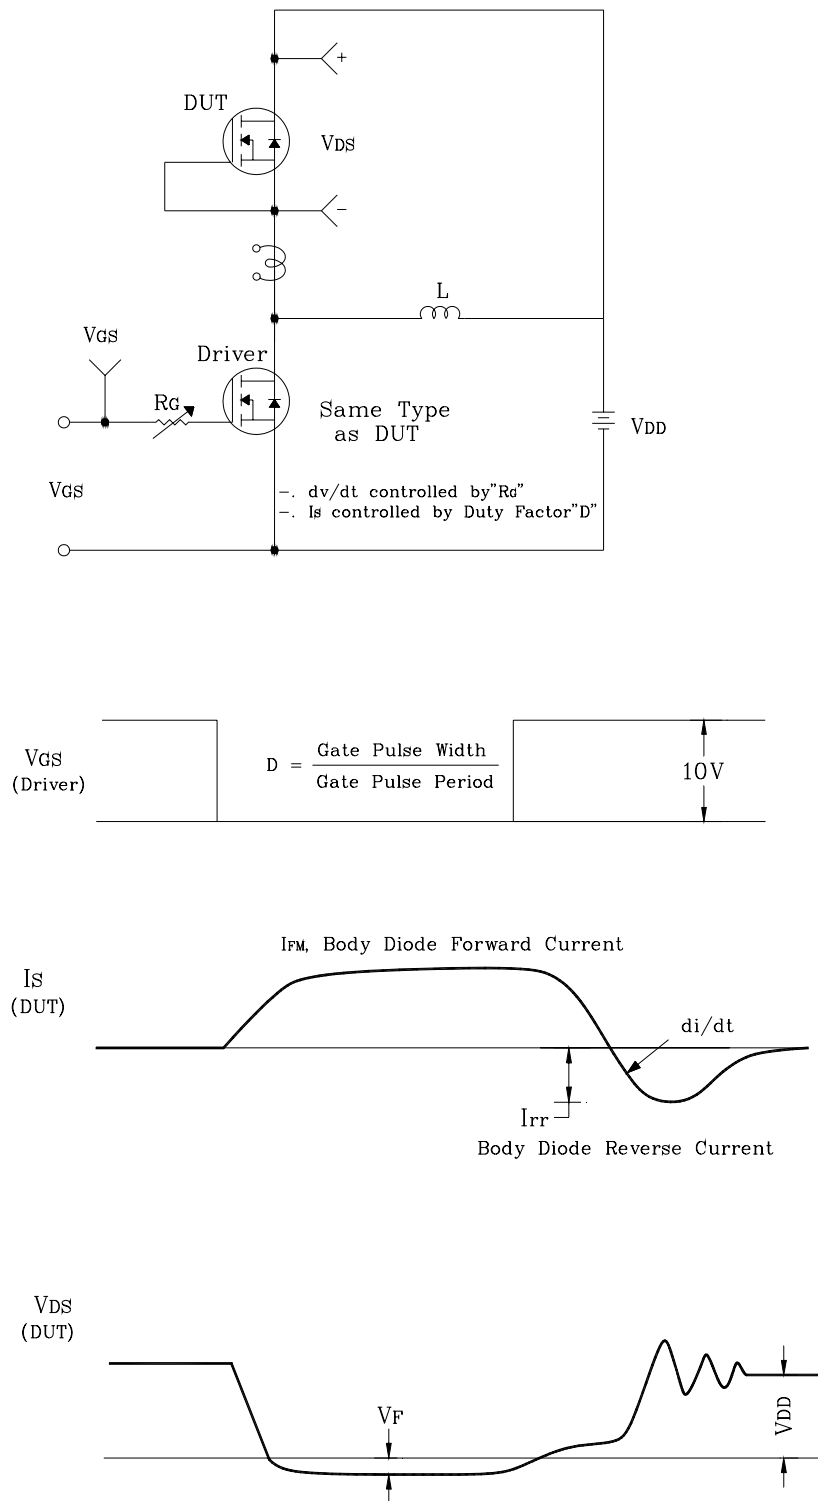 +
DUT
VDS
-
L
VGS
Driver
RG
Same Type
as DUT
VDD
VGS
-. dv/dt controlled by"RG"
-. Is controlled by Duty Factor"D"
VGS
(Driver)
D = Gate Pulse Width
Gate Pulse Period
10V
IFM, Body Diode Forward Current
IS
(DUT)
di/dt
Irr
Body Diode Reverse Current
VDS
(DUT)
VF
VDD